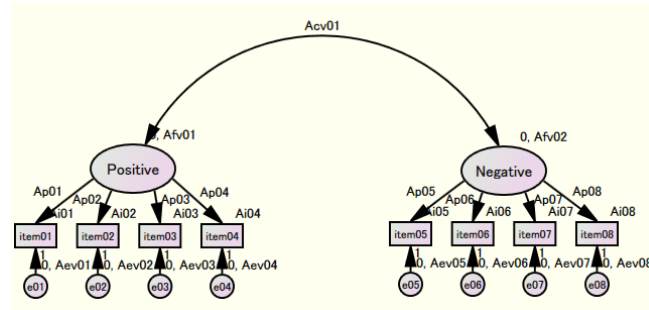 Acv01
0, Afv01
0, Afv02
Positive
Negative
Ap01 Ap02 Ap03 Ap04
Ap05 Ap06 Ap07 Ap08
Ai01 Ai02 Ai03 Ai04
Ai05 Ai06 Ai07 Ai08
item01 item02 item03 item04
item05 item06 item07 item08
1 1 1 1
1 1 1 1
0, Aev01 0, Aev02 0, Aev03 0, Aev04
0, Aev05 0, Aev06 0, Aev07 0, Aev08
e01 e02 e03 e04
e05 e06 e07 e08